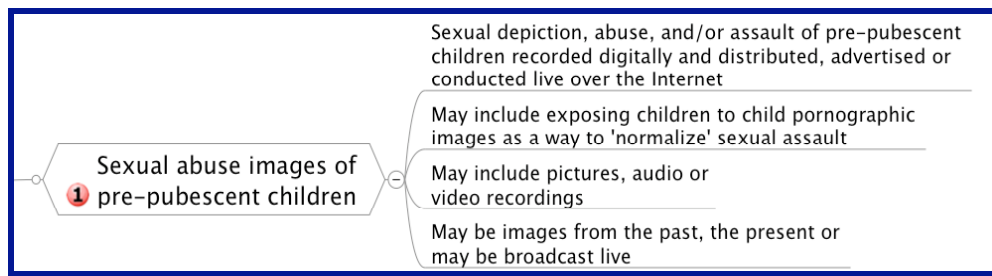 Sexual abuse images of
1 pre-pubescent children
Sexual depiction, abuse, and/or assault of pre-pubescent
children recorded digitally and distributed, advertised or
conducted live over the Internet
May include exposing children to child pornographic
images as a way to 'normalize' sexual assault
May include pictures, audio or
video recordings
May be images from the past, the present or
may be broadcast live